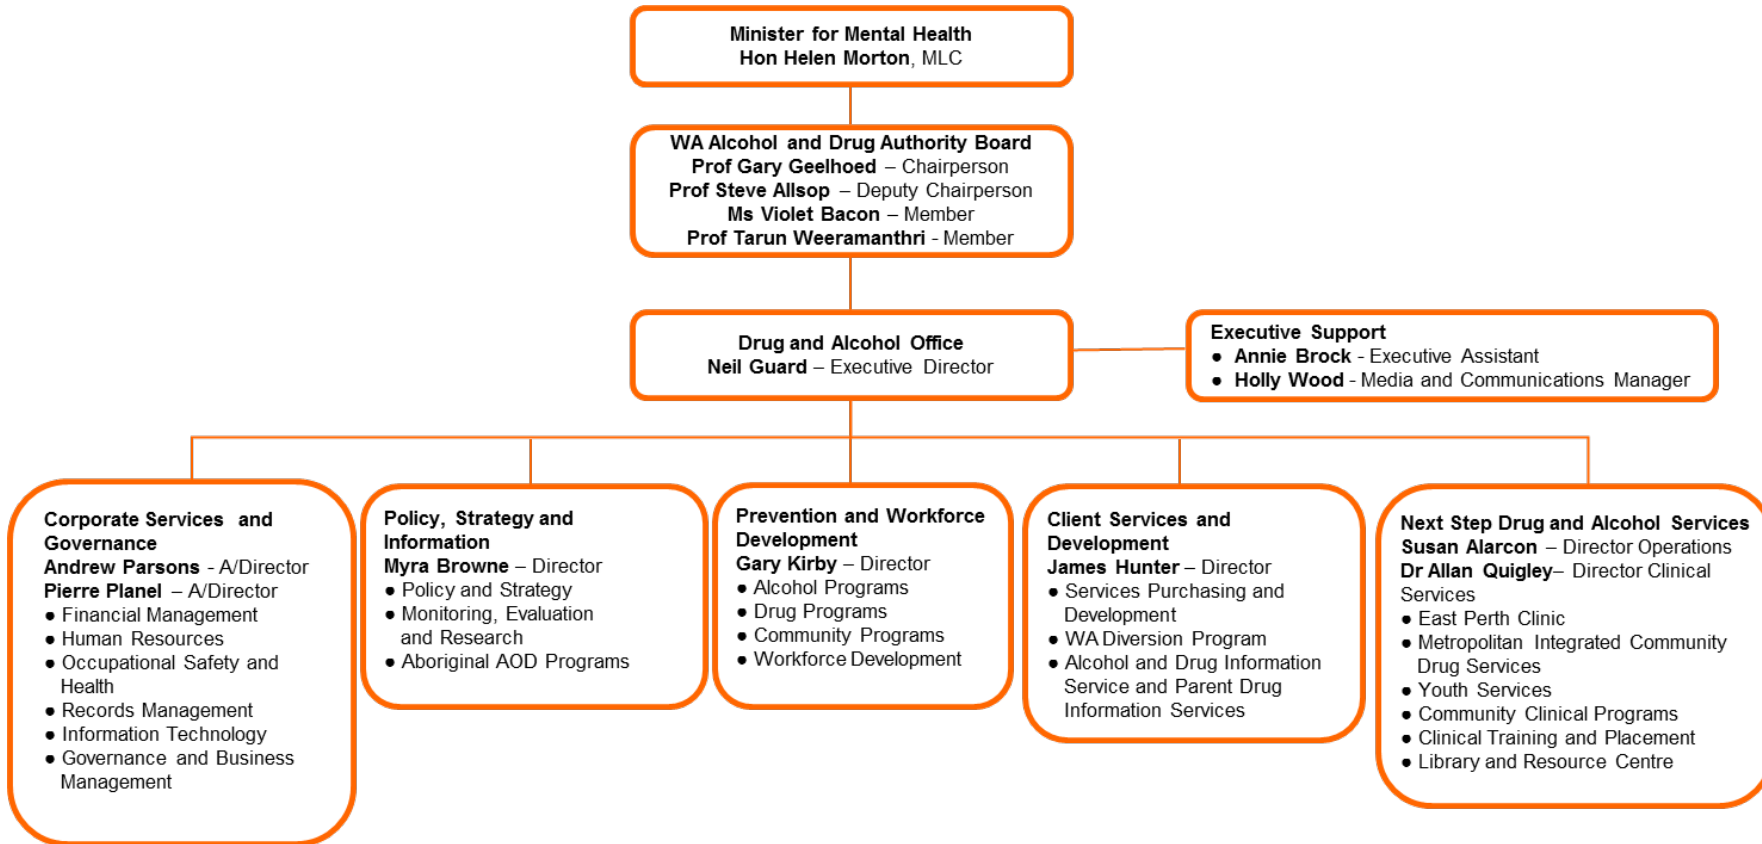 Minister for Mental Health
Hon Helen Morton, MLC
WA Alcohol and Drug Authority Board
Prof Gary Geelhoed – Chairperson
Prof Steve Allsop – Deputy Chairperson
Ms Violet Bacon – Member
Prof Tarun Weeramanthri - Member
Drug and Alcohol Office
Neil Guard – Executive Director
Executive Support
● Annie Brock - Executive Assistant
● Holly Wood - Media and Communications Manager
Corporate Services and
Governance
Andrew Parsons - A/Director
Pierre Planel – A/Director
● Financial Management
● Human Resources
● Occupational Safety and
Health
● Records Management
● Information Technology
● Governance and Business
Management
Policy, Strategy and
Information
Myra Browne – Director
● Policy and Strategy
● Monitoring, Evaluation
and Research
● Aboriginal AOD Programs
Prevention and Workforce
Development
Gary Kirby – Director
● Alcohol Programs
● Drug Programs
● Community Programs
● Workforce Development
Client Services and
Development
James Hunter – Director
● Services Purchasing and
Development
● WA Diversion Program
● Alcohol and Drug Information
Service and Parent Drug
Information Services
Next Step Drug and Alcohol Services
Susan Alarcon – Director Operations
Dr Allan Quigley– Director Clinical
Services
● East Perth Clinic
● Metropolitan Integrated Community
Drug Services
● Youth Services
● Community Clinical Programs
● Clinical Training and Placement
● Library and Resource Centre